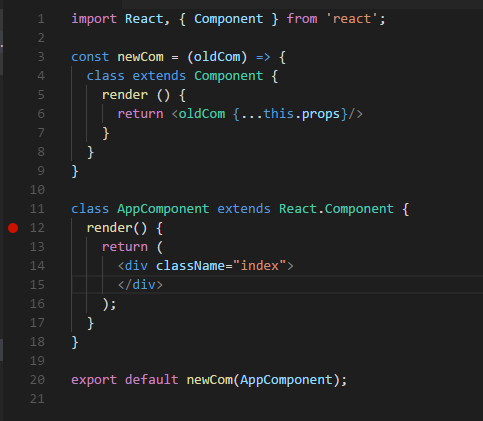 1 import React, { Component } from 'react';
2
3 const newCom = (oldCom) => {
4   class extends Component {
5     render () {
6       return <oldCom {...this.props}/>
7     }
8   }
9 }
10
11 class AppComponent extends React.Component {
12   render() {
13     return (
14       <div className="index">
15       </div>
16     );
17   }
18 }
19
20 export default newCom(AppComponent);
21